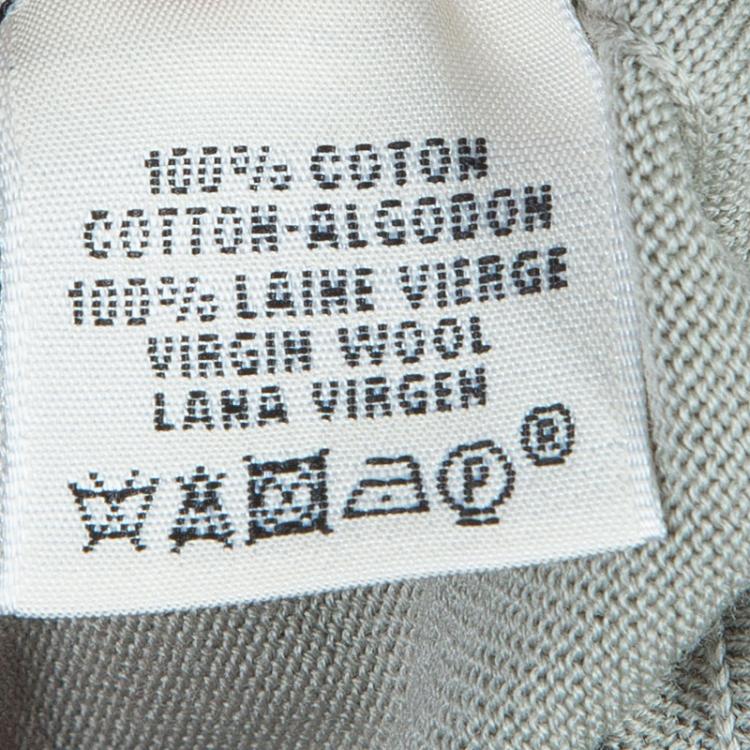 100% COTON
COTTON-ALGODON
100% LAINE VIERGE
VIRGIN WOOL
LANA VIRGEN
P ®